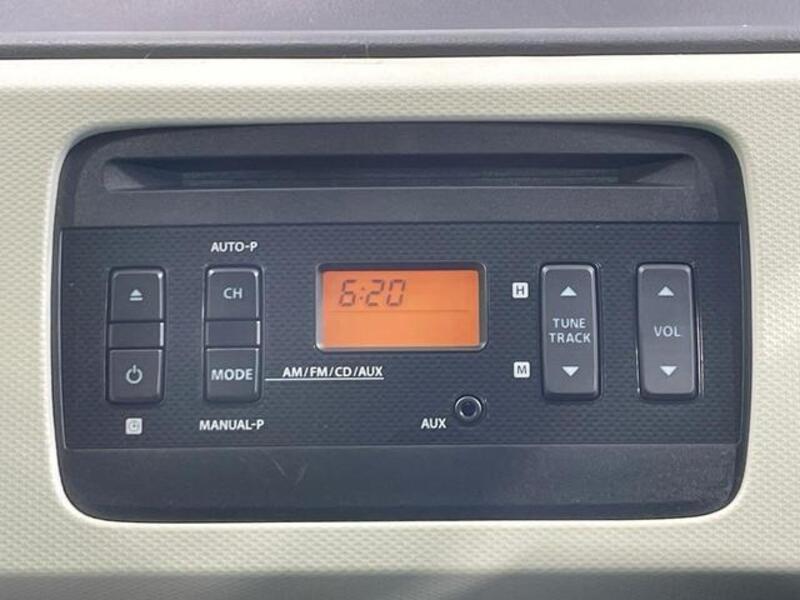 AUTO-P
CH
6:20
H
TUNE
TRACK
VOL
MODE
AM/FM/CD/AUX
M
MANUAL-P
AUX